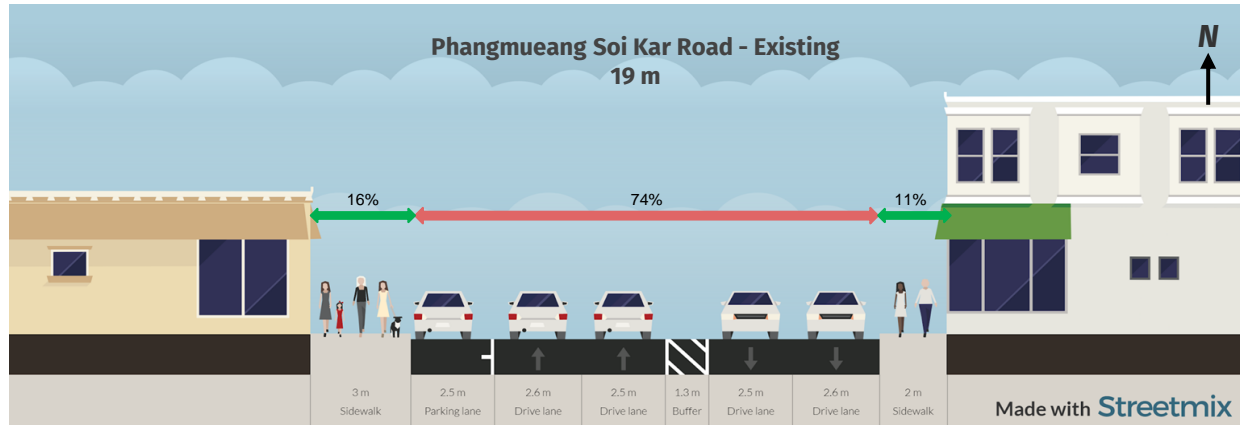 Phangmueang Soi Kar Road - Existing
19 m
N
16%
74%
11%
3 m
Sidewalk
2.5 m
Parking lane
2.6 m
Drive lane
2.5 m
Drive lane
1.3 m
Buffer
2.5 m
Drive lane
2.6 m
Drive lane
2 m
Sidewalk
Made with Streetmix